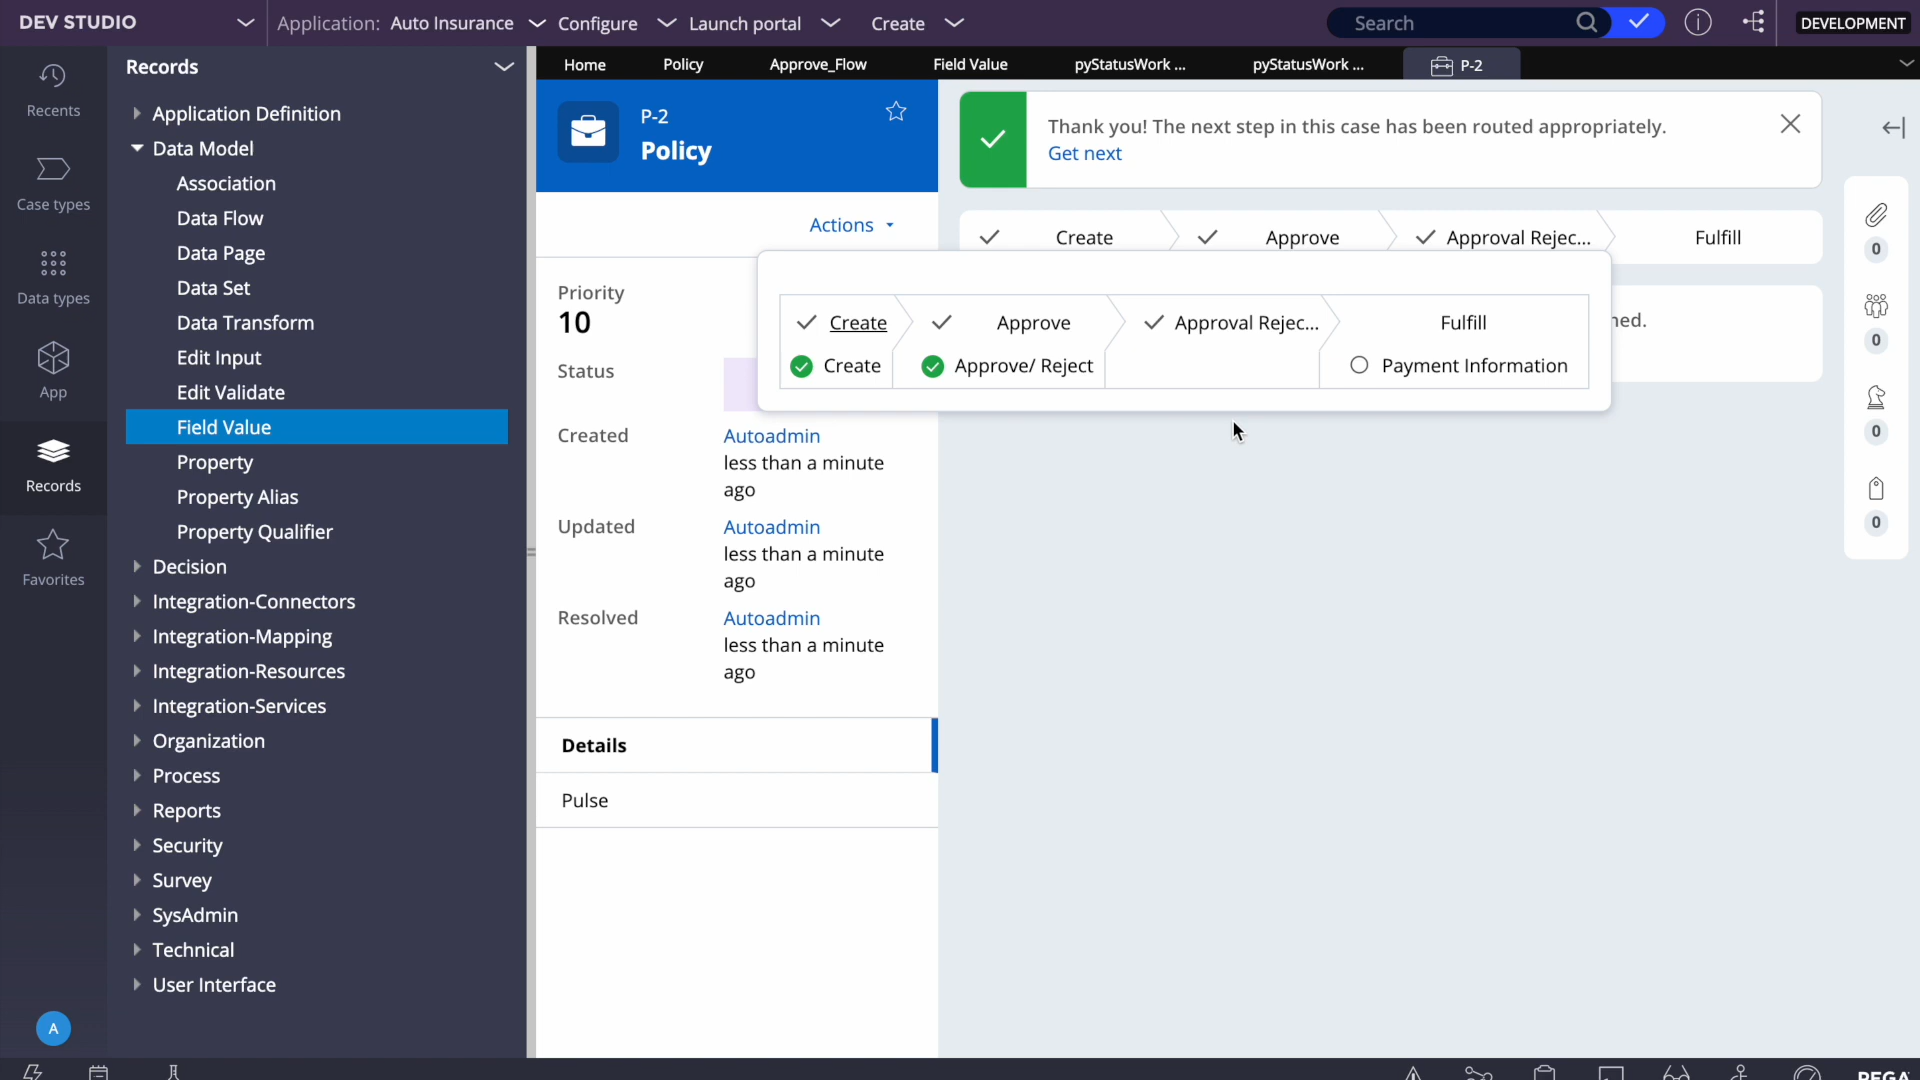 DEV STUDIO
Application: Auto Insurance
Configure
Launch portal
Create
Search
DEVELOPMENT
Recents
Case types
Data types
App
Records
Favorites
A
Records
Application Definition
Data Model
Association
Data Flow
Data Page
Data Set
Data Transform
Edit Input
Edit Validate
Field Value
Property
Property Alias
Property Qualifier
Decision
Integration-Connectors
Integration-Mapping
Integration-Resources
Integration-Services
Organization
Process
Reports
Security
Survey
SysAdmin
Technical
User Interface
Home
Policy
Approve_Flow
Field Value
pyStatusWork ...
pyStatusWork ...
P-2
P-2
Policy
Actions
Priority
10
Status
Created
Autoadmin
less than a minute
ago
Updated
Autoadmin
less than a minute
ago
Resolved
Autoadmin
less than a minute
ago
Details
Pulse
Thank you! The next step in this case has been routed appropriately.
Get next
Create
Approve
Approval Rejec...
Fulfill
Create
Approve
Approval Rejec...
Fulfill
Create
Approve/ Reject
Payment Information
0
0
0
0
PEGA